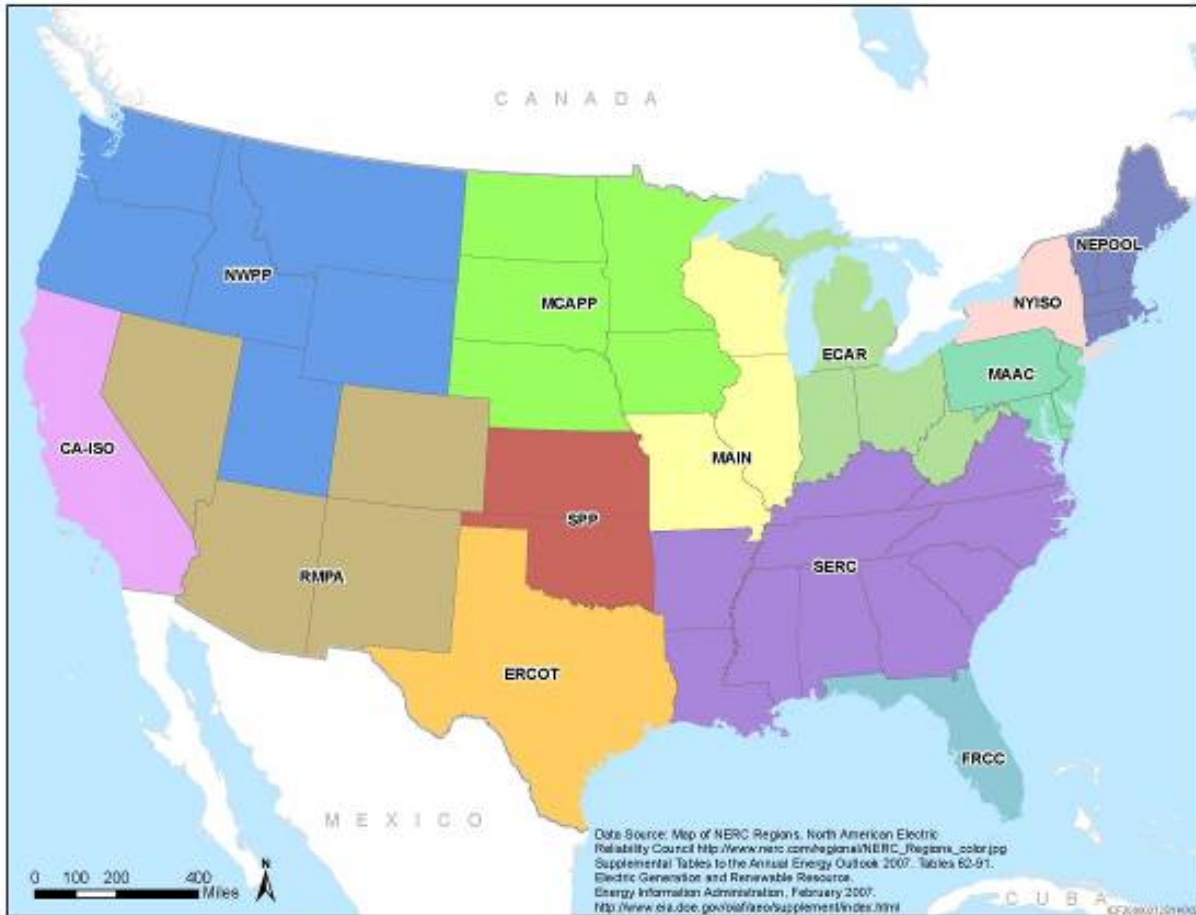 CANADA
NEPOOL
NWPP
NYISO
MCAPP
ECAR
MAAC
CA-ISO
MAIN
SPP
SERC
RMPA
ERCOT
FRCC
MEXICO
Data Source: Map of NERC Regions, North American Electric
Reliability Council http://www.nerc.com/regional/NERC_Regions_color.jpg
Supplemental Tables to the Annual Energy Outlook 2007. Tables 62-91.
Electric Generation and Renewable Resource.
Energy Information Administration, February 2007.
http://www.eia.doe.gov/oiaf/aeo/supplement/index.html
N
0 100 200 400
Miles
CUBA